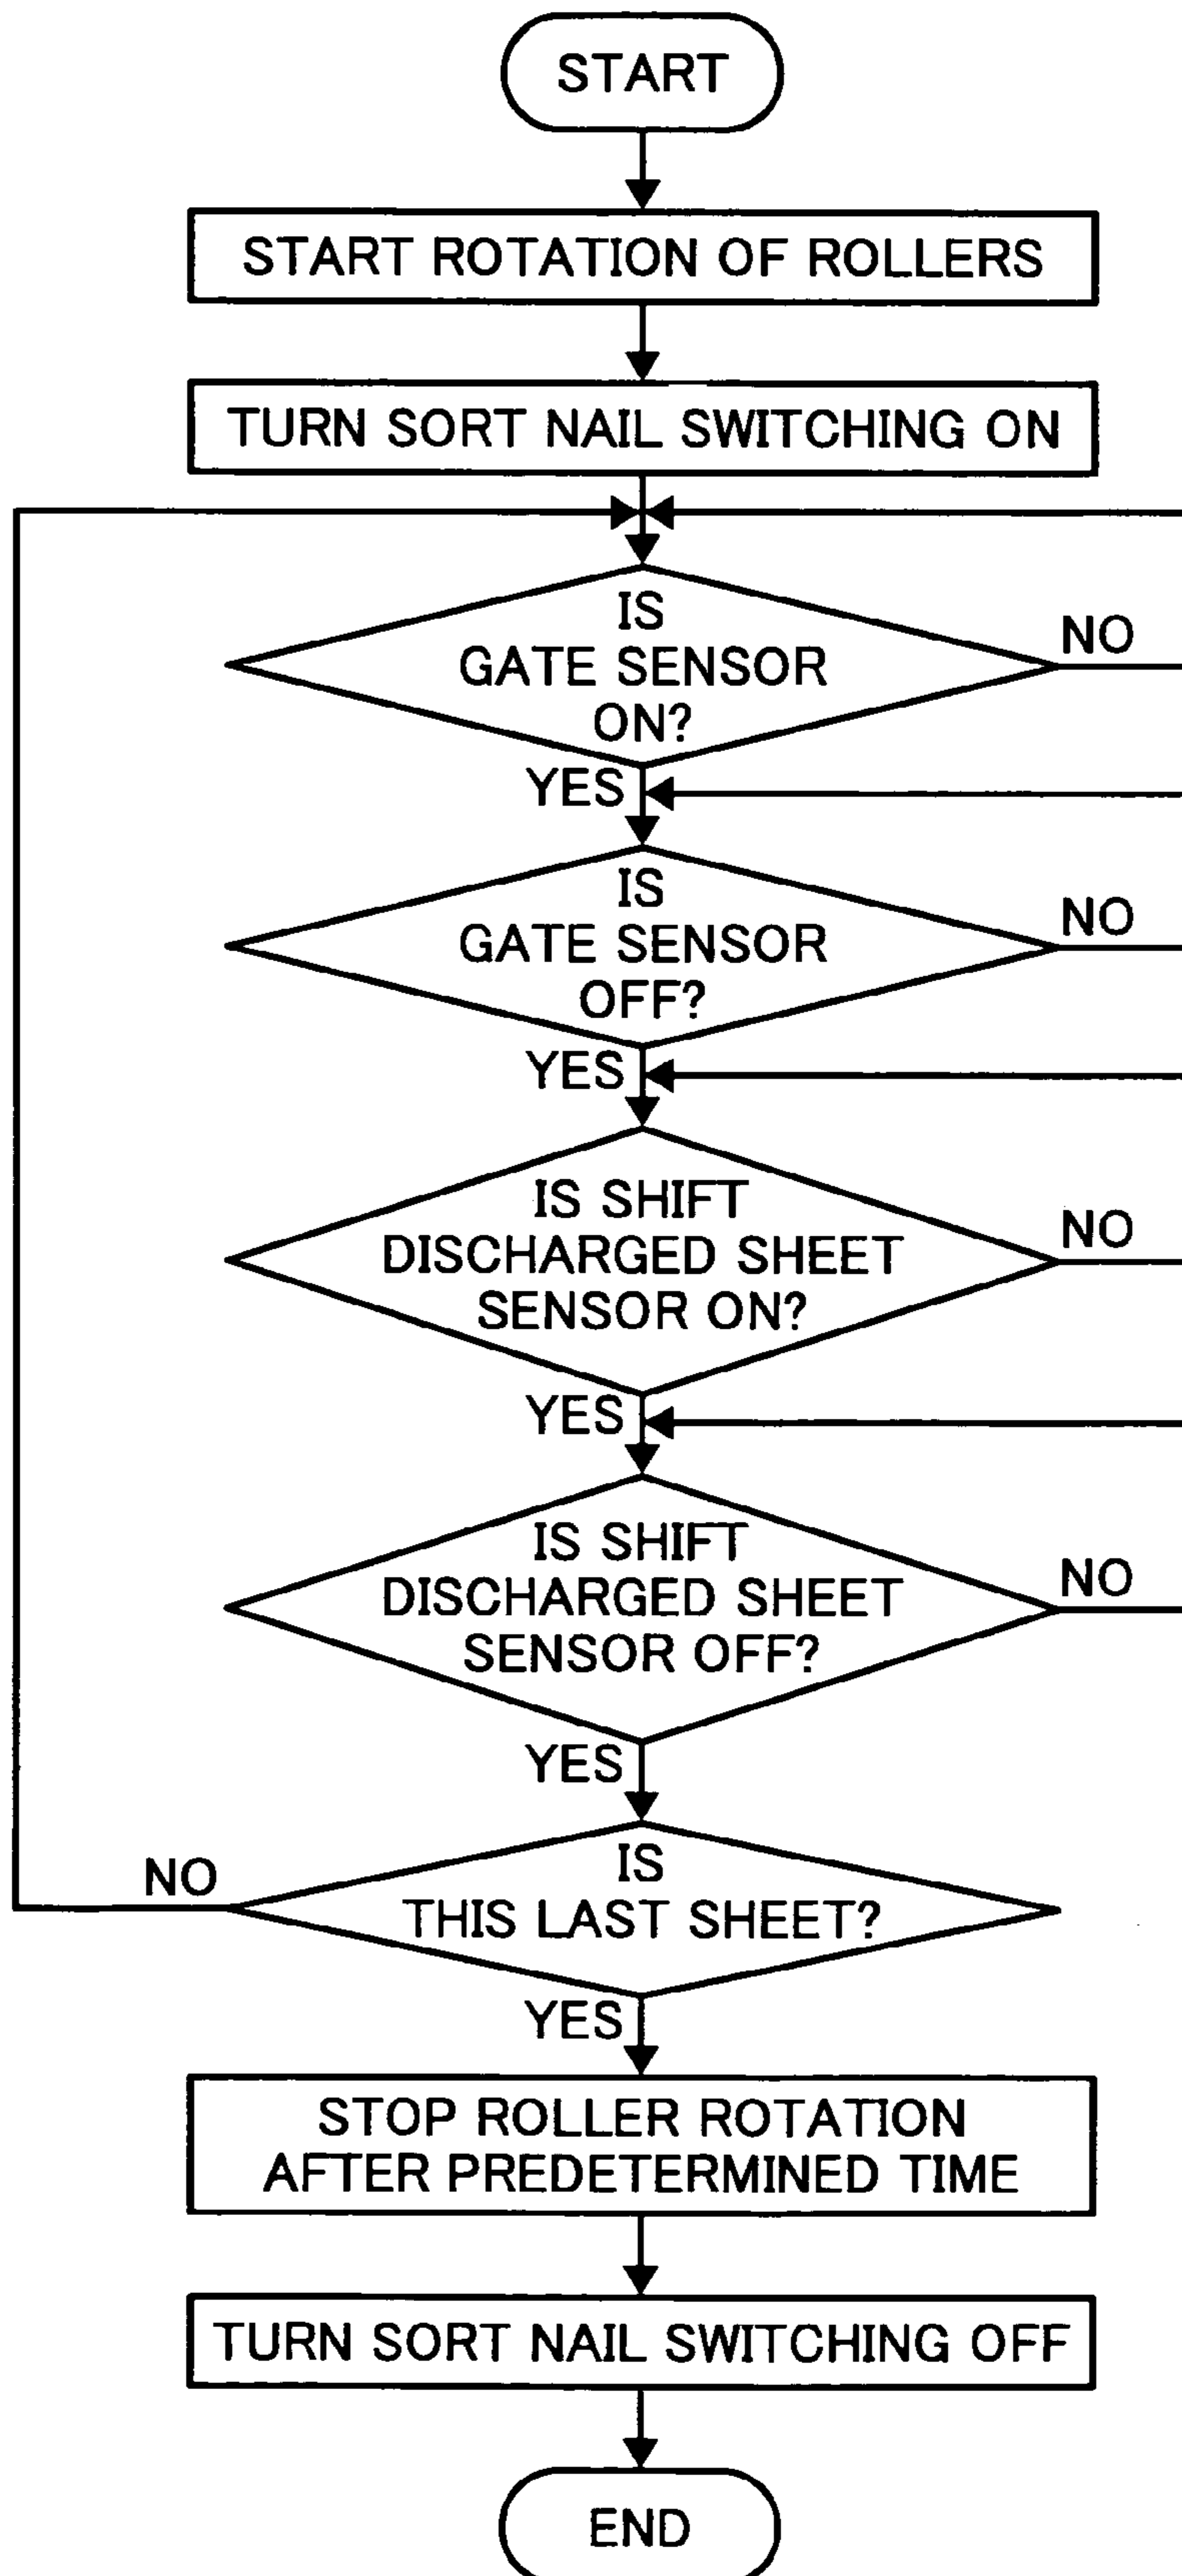 START
START ROTATION OF ROLLERS
TURN SORT NAIL SWITCHING ON
IS
GATE SENSOR
ON?
NO
YES
IS
GATE SENSOR
OFF?
NO
YES
IS SHIFT
DISCHARGED SHEET
SENSOR ON?
NO
YES
IS SHIFT
DISCHARGED SHEET
SENSOR OFF?
NO
YES
IS
THIS LAST SHEET?
NO
YES
STOP ROLLER ROTATION
AFTER PREDETERMINED TIME
TURN SORT NAIL SWITCHING OFF
END